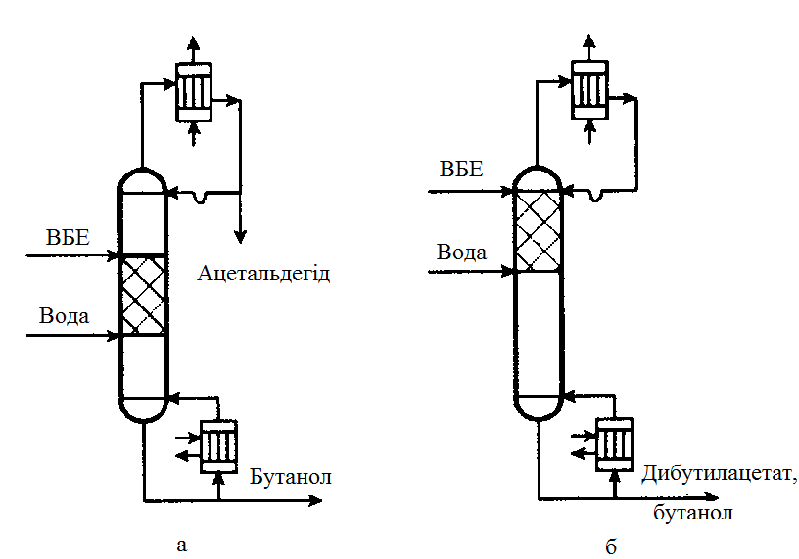 ВБЕ
Вода
Ацетальдегід
Бутанол
а
ВБЕ
Вода
Дибутилацетат,
бутанол
б